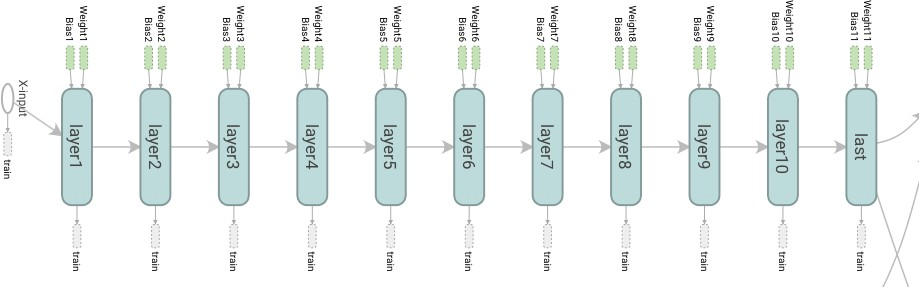 Weight1
Bias1
Weight2
Bias2
Weight3
Bias3
Weight4
Bias4
Weight5
Bias5
Weight6
Bias6
Weight7
Bias7
Weight8
Bias8
Weight9
Bias9
Weight10
Bias10
Weight11
Bias11
X-Input
layer1
layer2
layer3
layer4
layer5
layer6
layer7
layer8
layer9
layer10
last
train
train
train
train
train
train
train
train
train
train
train
train